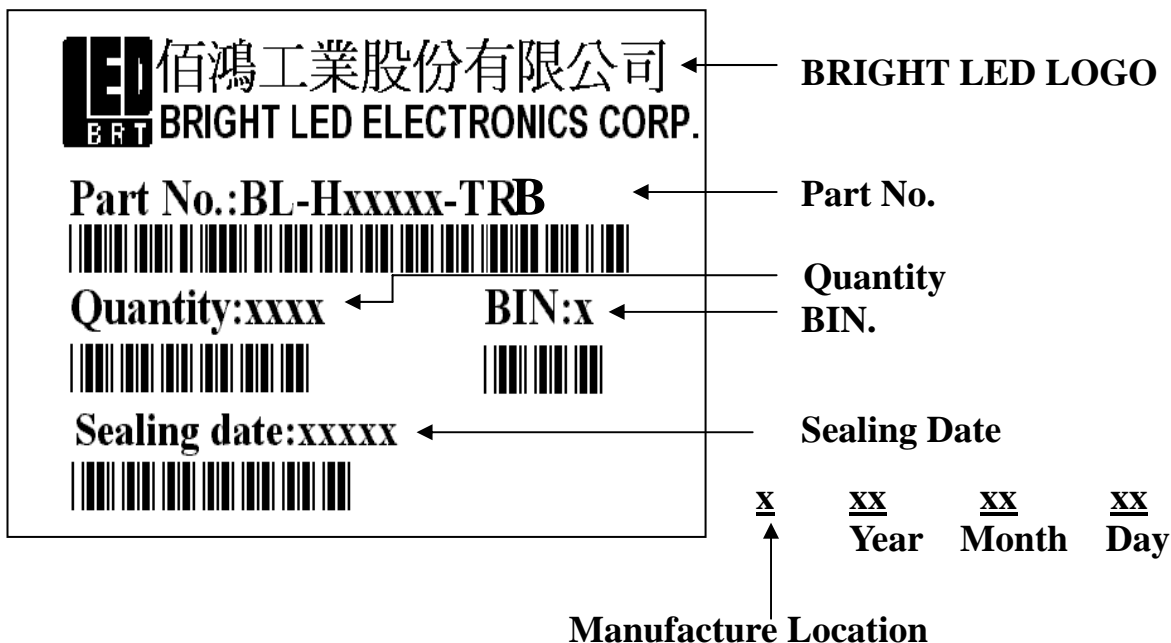 LED 佰鴻工業股份有限公司
BRT BRIGHT LED ELECTRONICS CORP.
BRIGHT LED LOGO
Part No.:BL-Hxxxxx-TRB
Part No.
Quantity:xxxx
BIN:x
Quantity
BIN.
Sealing date:xxxxx
Sealing Date
x xx xx xx
Year Month Day
Manufacture Location